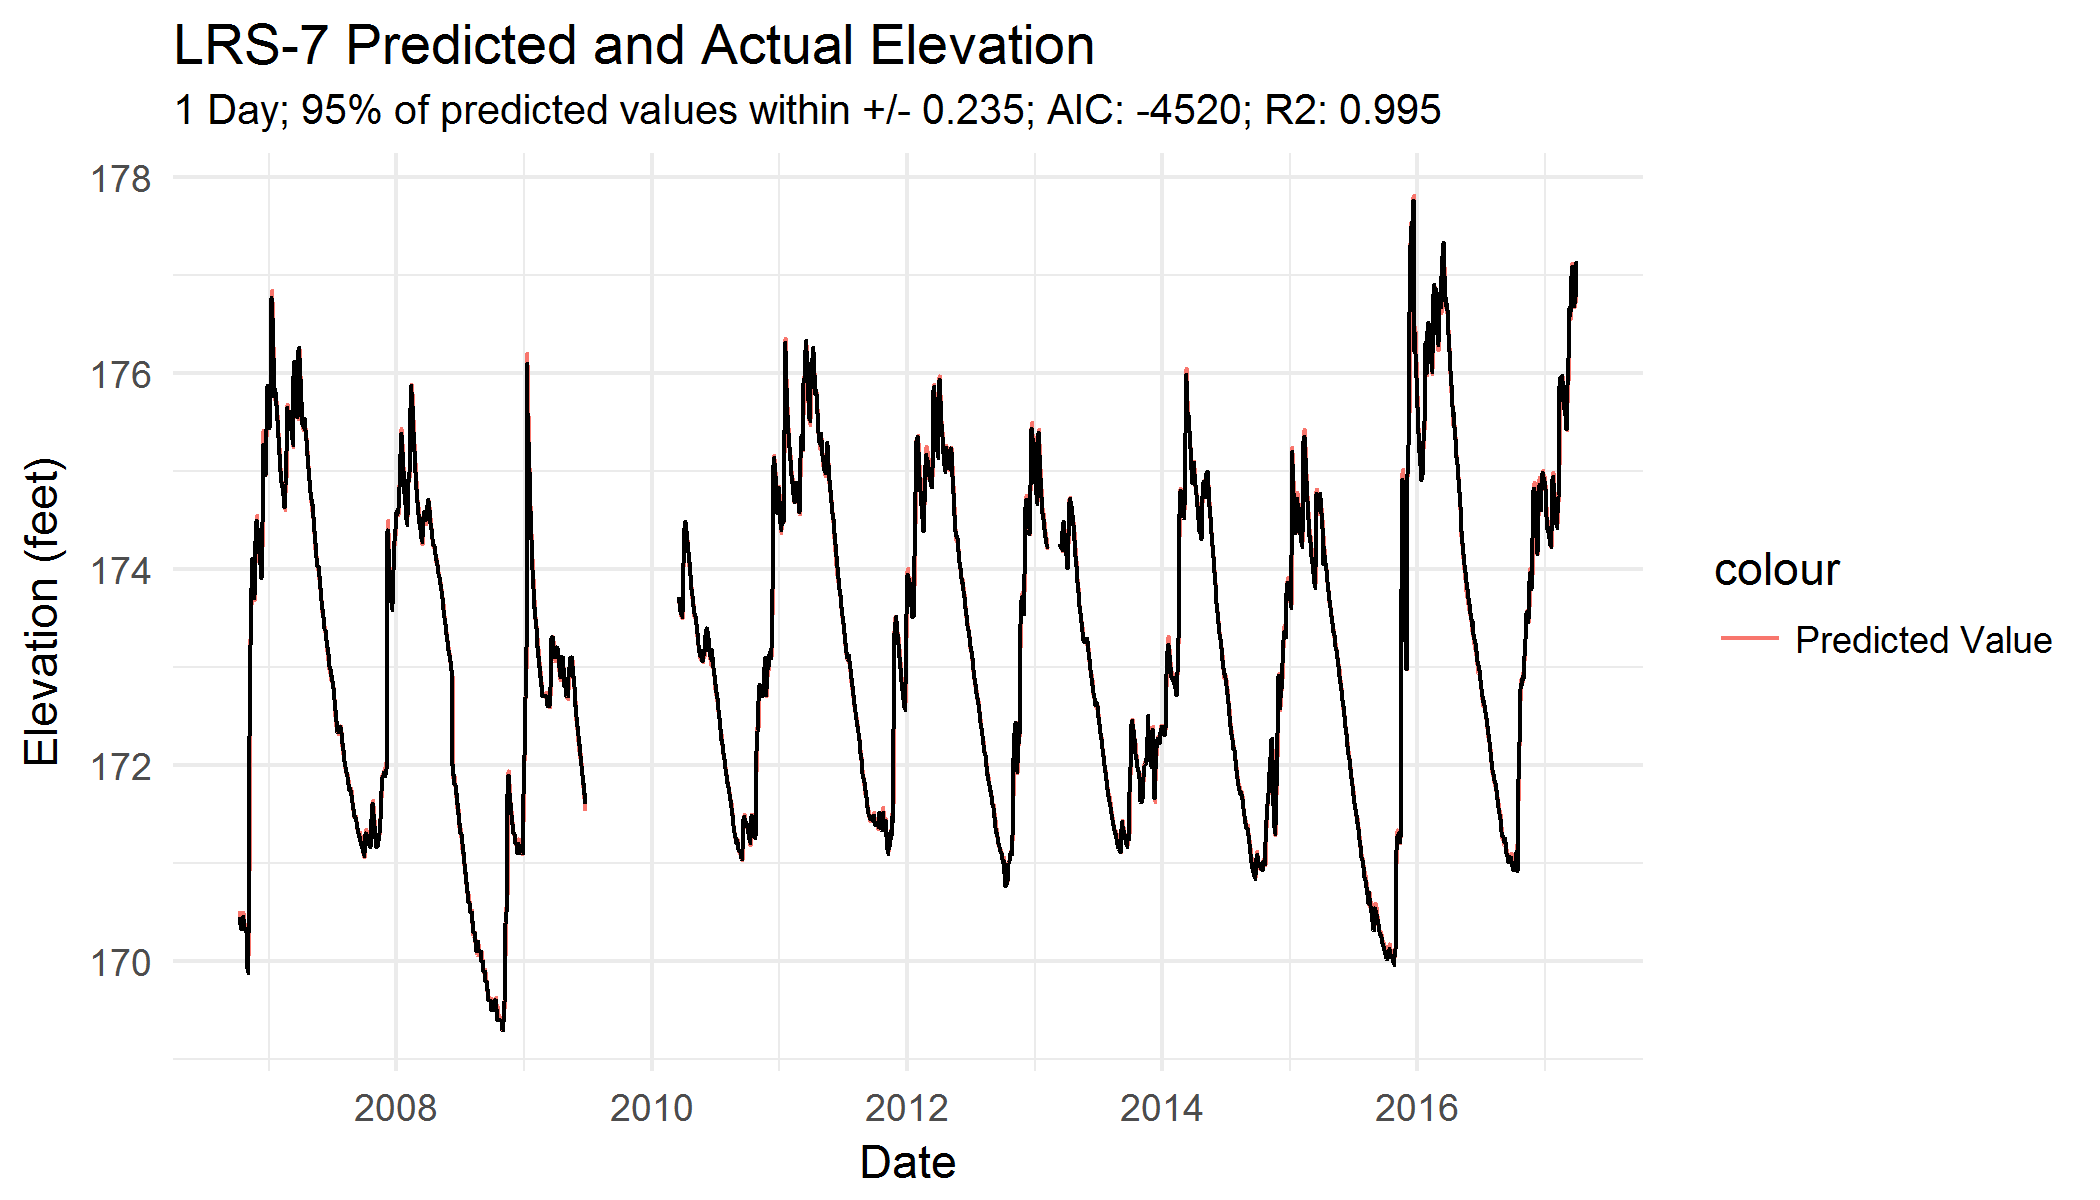 LRS-7 Predicted and Actual Elevation
1 Day; 95% of predicted values within +/- 0.235; AIC: -4520; R2: 0.995
178
176
174
172
170
Elevation (feet)
2008
2010
2012
2014
2016
Date
colour
Predicted Value